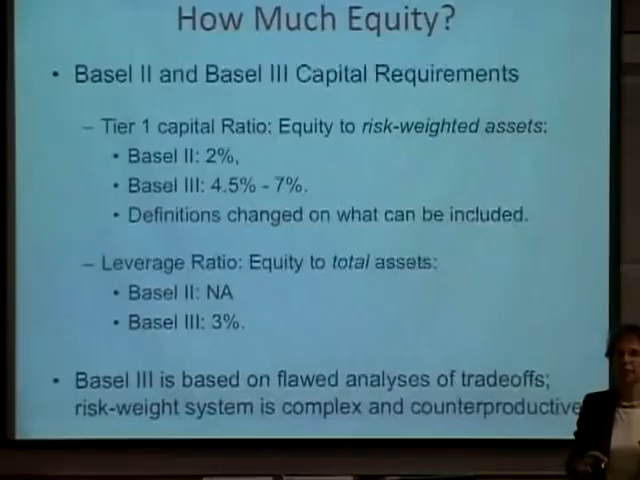 How Much Equity?
• Basel II and Basel III Capital Requirements
– Tier 1 capital Ratio: Equity to risk-weighted assets:
• Basel II: 2%,
• Basel III: 4.5% - 7%.
• Definitions changed on what can be included.
– Leverage Ratio: Equity to total assets:
• Basel II: NA
• Basel III: 3%.
• Basel III is based on flawed analyses of tradeoffs;
risk-weight system is complex and counterproductive